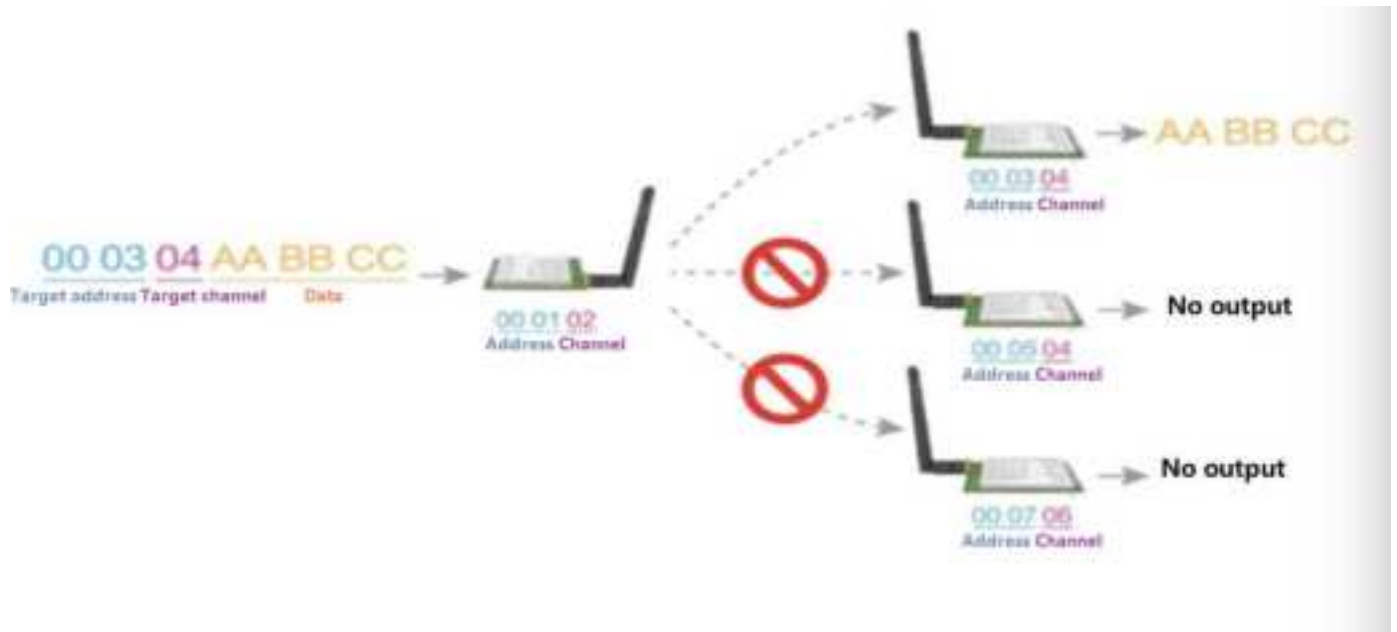 AA BB CC
00 03 04
Address Channel
00 03 04 AA BB CC
Target address Target channel Data
00 01 02
Address Channel
No output
00 05 04
Address Channel
No output
00 07 06
Address Channel